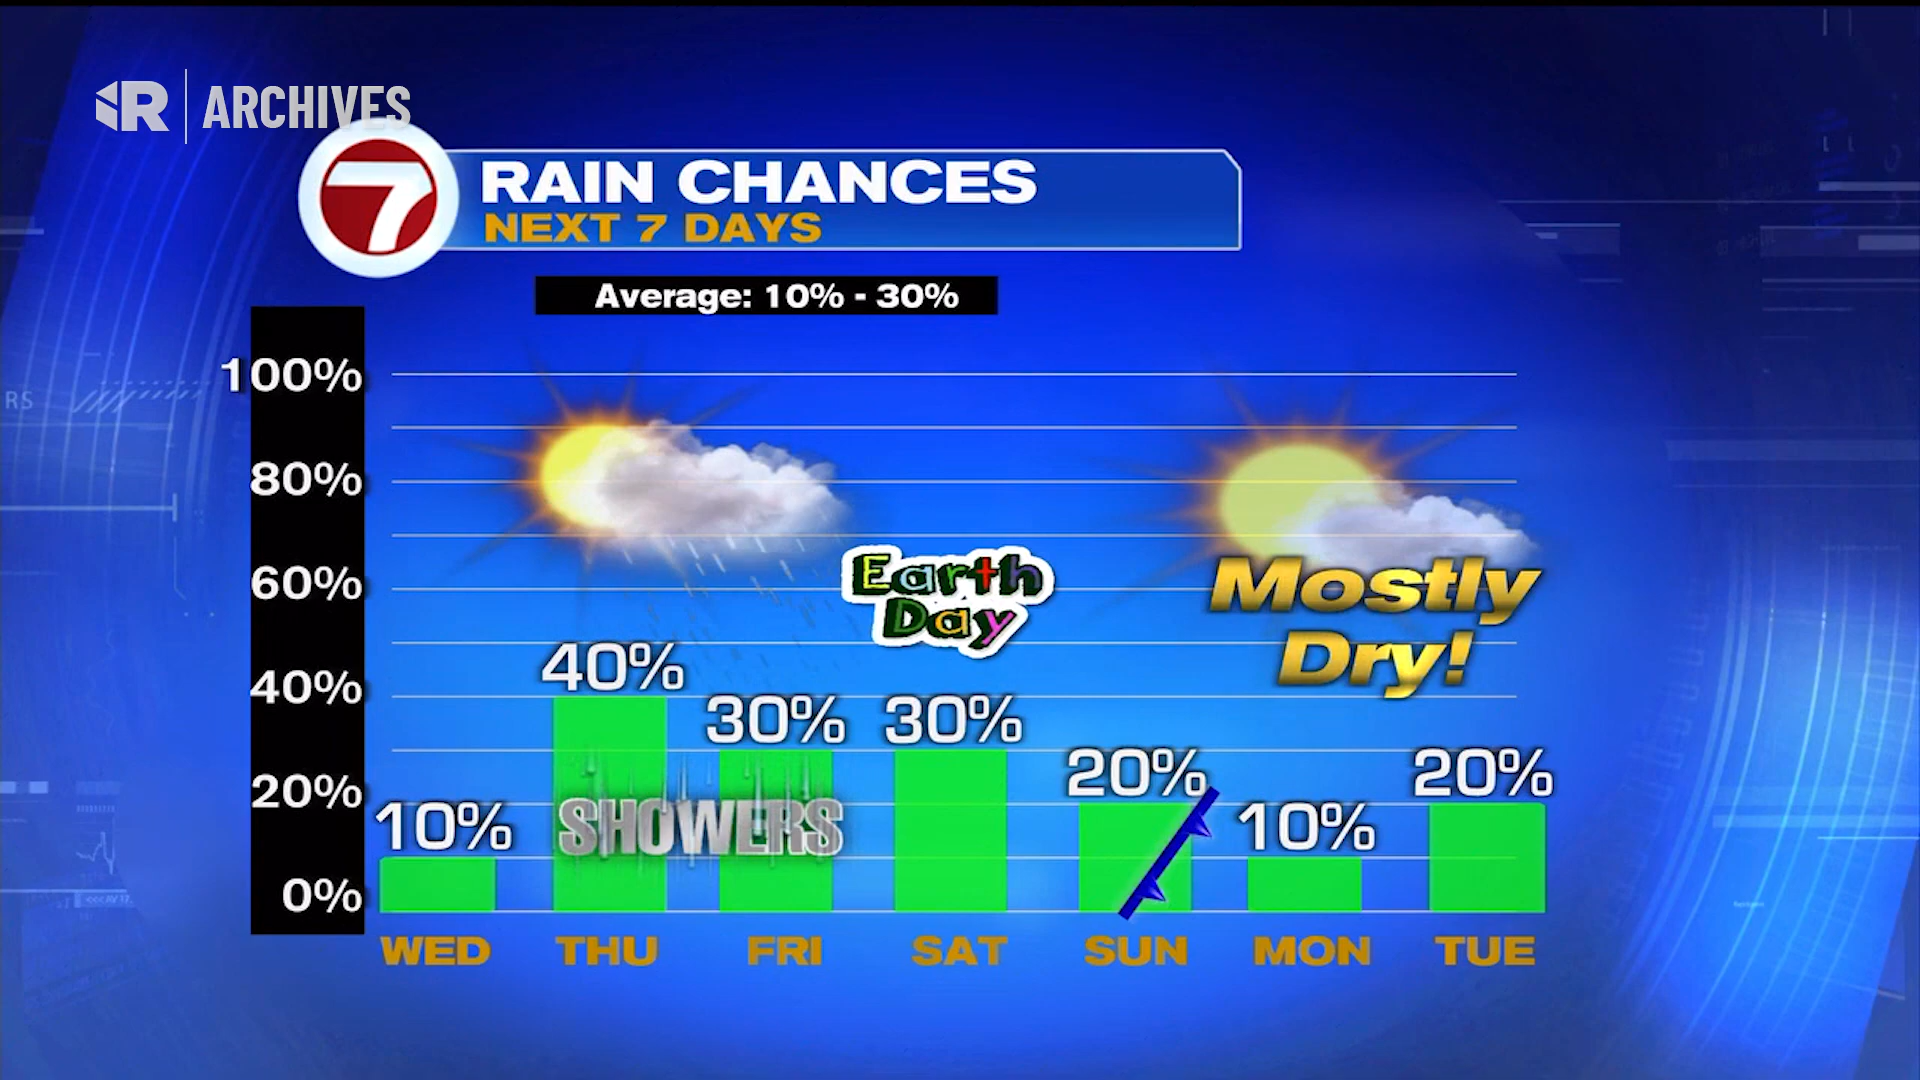 R ARCHIVES
7
RAIN CHANCES
NEXT 7 DAYS
Average: 10% - 30%
100%
80%
60%
40%
20%
0%
Earth
Day
Mostly
Dry!
10%
40%
30%
30%
20%
10%
20%
SHOWERS
WED THU FRI SAT SUN MON TUE
RS